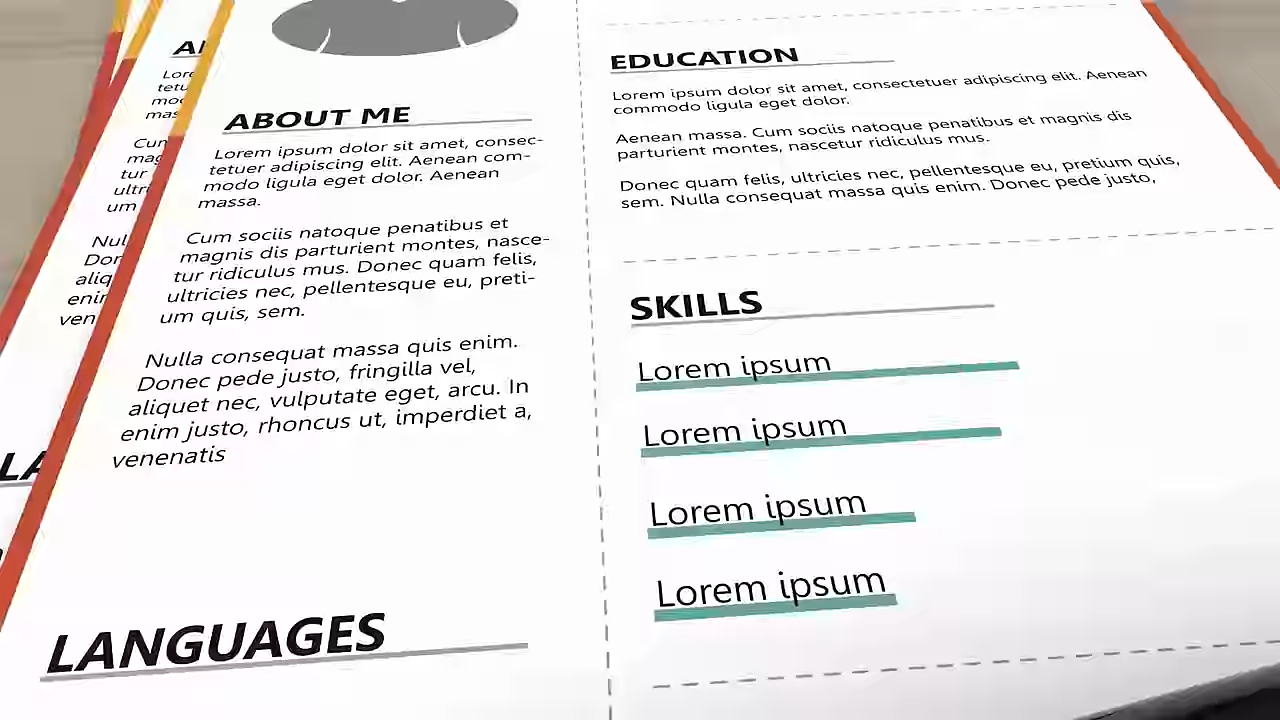 ABOUT ME
Lorem ipsum dolor sit amet, consec-
tetuer adipiscing elit. Aenean com-
modo ligula eget dolor. Aenean
massa.
Cum sociis natoque penatibus et
magnis dis parturient montes, nasce-
tur ridiculus mus. Donec quam felis,
ultricies nec, pellentesque eu, preti-
um quis, sem.
Nulla consequat massa quis enim.
Donec pede justo, fringilla vel,
aliquet nec, vulputate eget, arcu. In
enim justo, rhoncus ut, imperdiet a,
venenatis
LANGUAGES
EDUCATION
Lorem ipsum dolor sit amet, consectetuer adipiscing elit. Aenean
commodo ligula eget dolor.
Aenean massa. Cum sociis natoque penatibus et magnis dis
parturient montes, nascetur ridiculus mus.
Donec quam felis, ultricies nec, pellentesque eu, pretium quis,
sem. Nulla consequat massa quis enim. Donec pede justo,
SKILLS
Lorem ipsum
Lorem ipsum
Lorem ipsum
Lorem ipsum